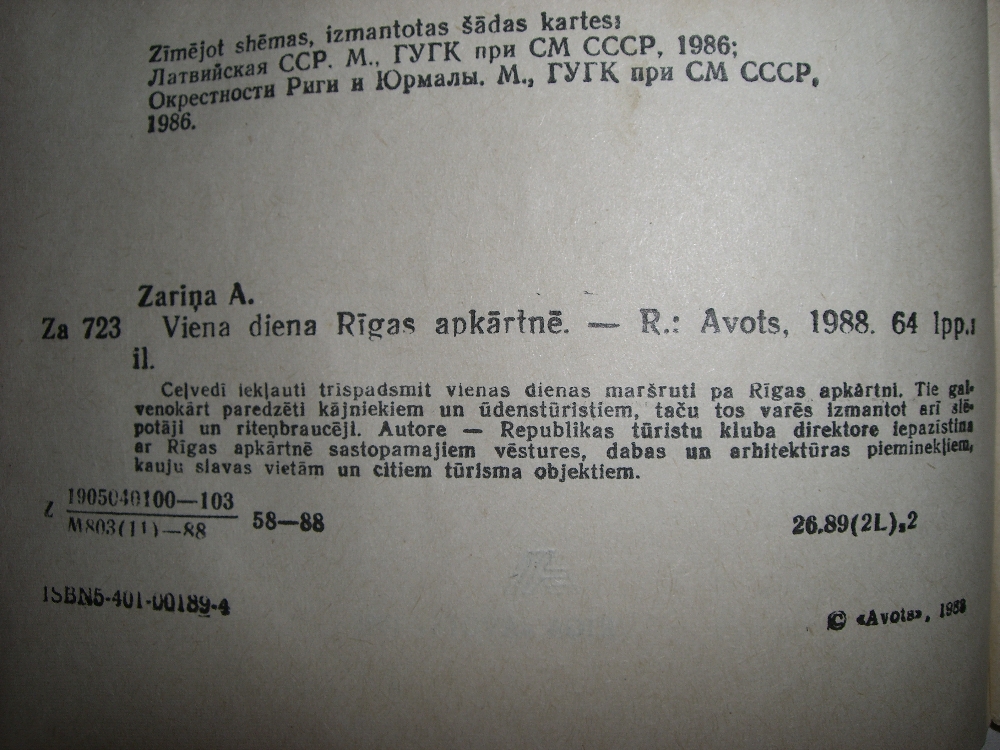 Zīmējot shēmas, izmantotas šādas kartes:
Латвийская ССР. М., ГУГК при СМ СССР, 1986;
Окрестности Риги и Юрмалы. М., ГУГК при СМ СССР,
1986.
Zariņa A.
Za 723 Viena diena Rīgas apkārtnē. — R.: Avots, 1988. 64 lpp.:
il.
Ceļvedī iekļauti trīspadsmit vienas dienas maršruti pa Rīgas apkārtni. Tie gal-
venokārt paredzēti kājniekiem un ūdenstūristiem, taču tos varēs izmantot arī slē-
potāji un riteņbraucēji. Autore — Republikas tūristu kluba direktore iepazīstina
ar Rīgas apkārtnē sastopamajiem vēstures, dabas un arhitektūras pieminekļiem,
kauju slavas vietām un citiem tūrisma objektiem.
Z 1905040100—103
M803(11)—88 58—88 26.89(2L),2
ISBN5-401-00189-4
© «Avots», 1988